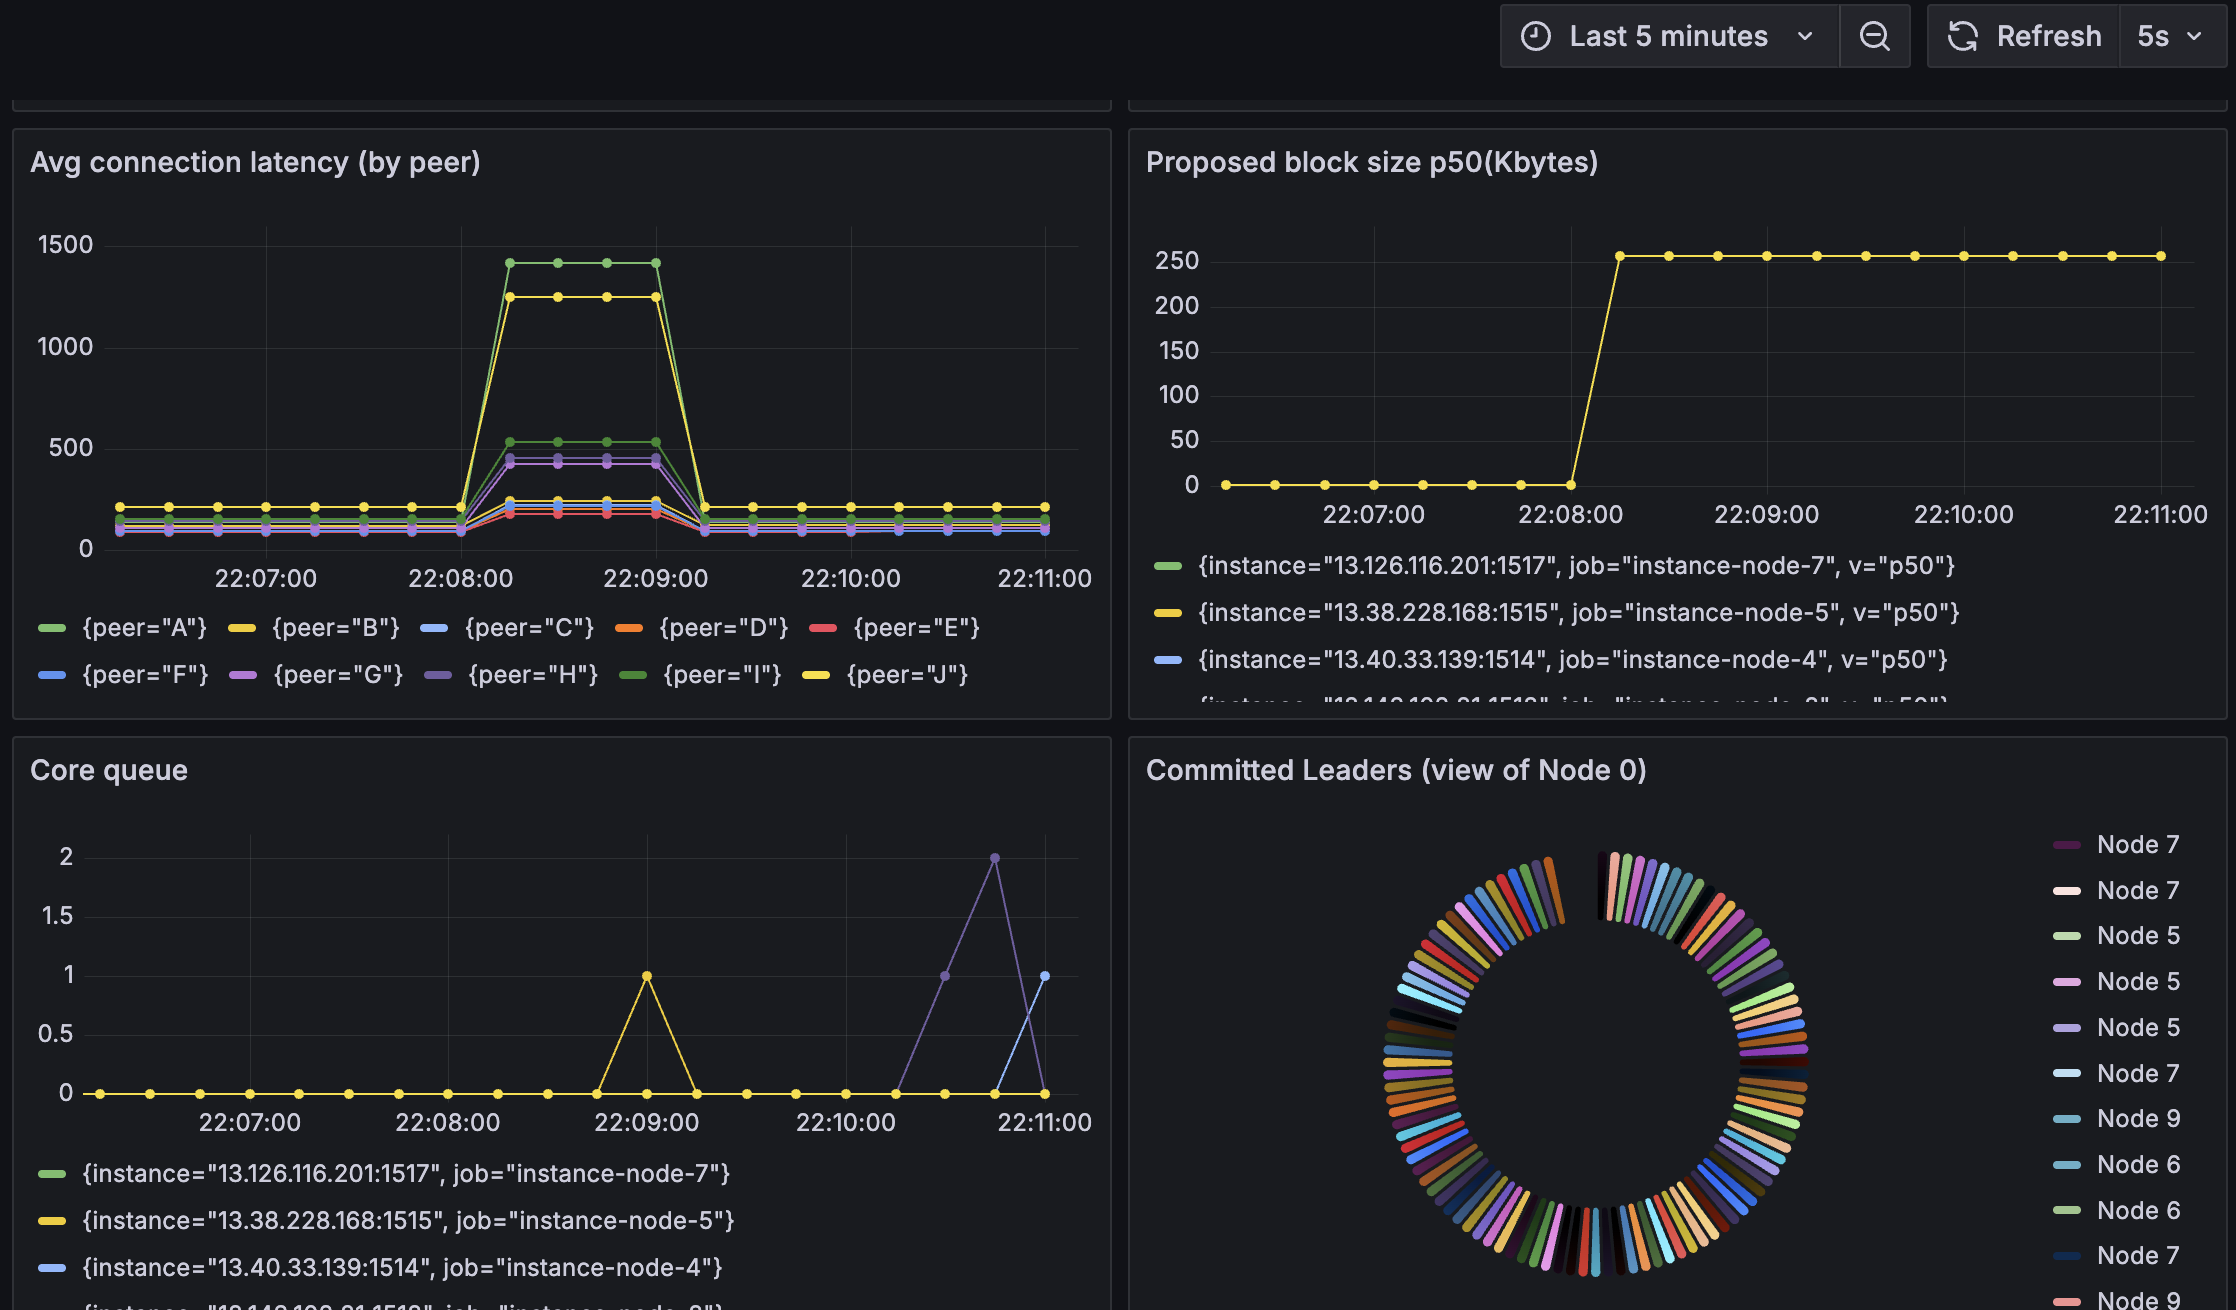 Last 5 minutes
Refresh
5s
Avg connection latency (by peer)
1500
1000
500
0
22:07:00 22:08:00 22:09:00 22:10:00 22:11:00
{peer="A"} {peer="B"} {peer="C"} {peer="D"} {peer="E"}
{peer="F"} {peer="G"} {peer="H"} {peer="I"} {peer="J"}
Proposed block size p50(Kbytes)
250
200
150
100
50
0
22:07:00 22:08:00 22:09:00 22:10:00 22:11:00
{instance="13.126.116.201:1517", job="instance-node-7", v="p50"}
{instance="13.38.228.168:1515", job="instance-node-5", v="p50"}
{instance="13.40.33.139:1514", job="instance-node-4", v="p50"}
Core queue
2
1.5
1
0.5
0
22:07:00 22:08:00 22:09:00 22:10:00 22:11:00
{instance="13.126.116.201:1517", job="instance-node-7"}
{instance="13.38.228.168:1515", job="instance-node-5"}
{instance="13.40.33.139:1514", job="instance-node-4"}
Committed Leaders (view of Node 0)
Node 7
Node 7
Node 5
Node 5
Node 5
Node 7
Node 9
Node 6
Node 6
Node 7
Node 9